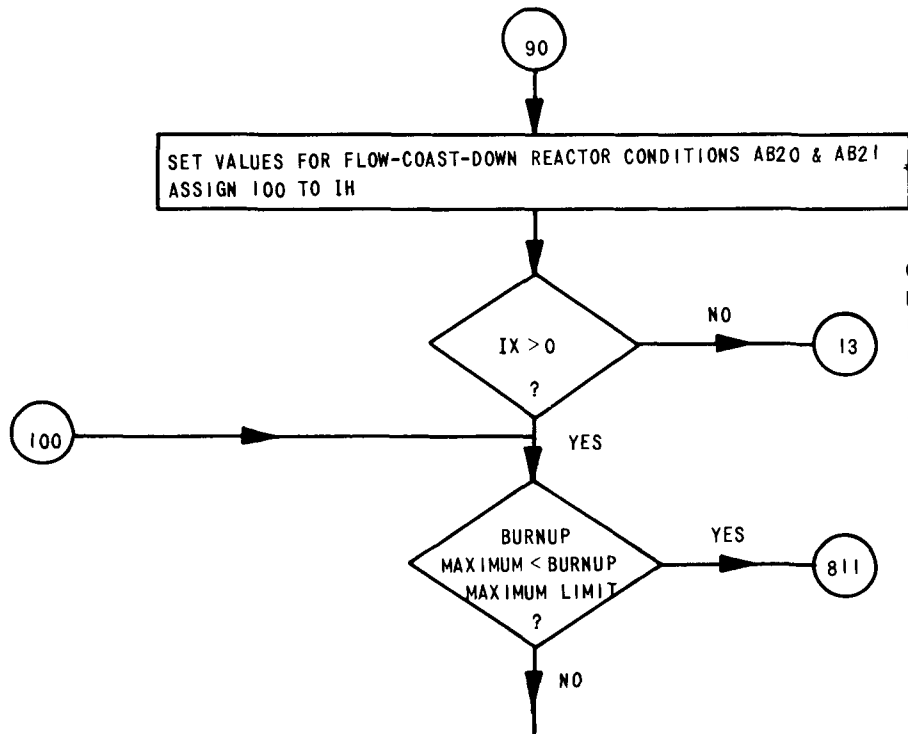 90
SET VALUES FOR FLOW-COAST-DOWN REACTOR CONDITIONS AB20 & AB21
ASSIGN 100 TO IH
IX > 0
?
NO
13
100
YES
BURNUP
MAXIMUM < BURNUP
MAXIMUM LIMIT
?
YES
811
NO